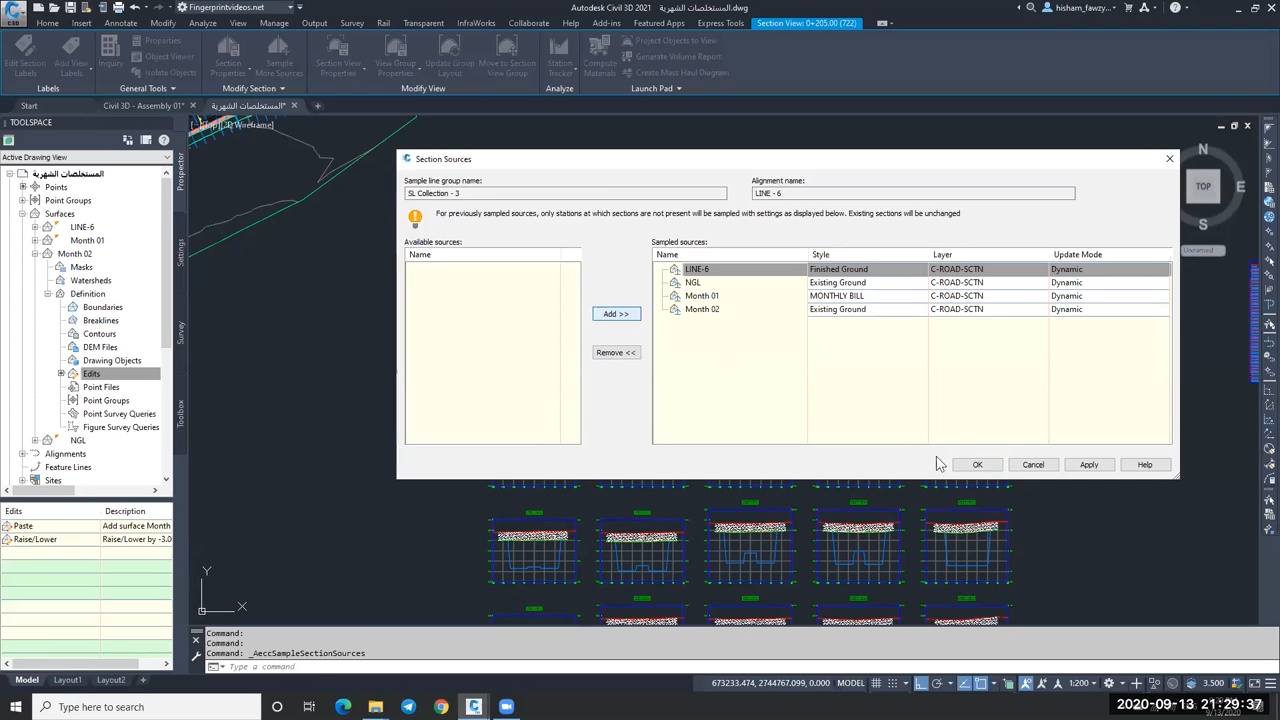 Fingerprintvideos.net
Autodesk Civil 3D 2021 المستخلصات الشهرية.dwg
hisham_fawzy...
Home Insert Annotate Modify Analyze View Manage Output Survey Rail Transparent InfraWorks Collaborate Help Add-ins Featured Apps Express Tools Section View: 0+205.00 (722)
Edit Section Labels
Add View Labels
Inquiry
Properties
Object Viewer
Isolate Objects
Section Properties
Sample More Sources
Section View Properties
View Group Properties
Update Group Layout
Move to Section View Group
Station Tracker
Compute Materials
Project Objects to View
Generate Volume Report
Create Mass Haul Diagram
Labels General Tools Modify Section Modify View Analyze Launch Pad
Start Civil 3D - Assembly 01* المستخلصات الشهرية*
TOOLSPACE
[-][Top][2D Wireframe]
Active Drawing View
المستخلصات الشهرية
Points
Point Groups
Surfaces
LINE-6
Month 01
Month 02
Masks
Watersheds
Definition
Boundaries
Breaklines
Contours
DEM Files
Drawing Objects
Edits
Point Files
Point Groups
Point Survey Queries
Figure Survey Queries
NGL
Alignments
Feature Lines
Sites
Prospector
Settings
Survey
Toolbox
Edits Description
Paste Add surface Month
Raise/Lower Raise/Lower by -3.0
Section Sources
Sample line group name: Alignment name:
SL Collection - 3 LINE - 6
For previously sampled sources, only stations at which sections are not present will be sampled with settings as displayed below. Existing sections will be unchanged
Available sources: Sampled sources:
Name Name Style Layer Update Mode
LINE-6 Finished Ground C-ROAD-SCTN Dynamic
NGL Existing Ground C-ROAD-SCTN Dynamic
Month 01 MONTHLY BILL C-ROAD-SCTN Dynamic
Month 02 Existing Ground C-ROAD-SCTN Dynamic
Add >>
Remove <<
OK Cancel Apply Help
N
TOP E
S
Unnamed
Y
X
Command:
Command:
Command: _AeccSampleSectionSources
Type a command
Model Layout1 Layout2
673233.474, 2744767.099, 0.000 MODEL 1:200 3.500
Type here to search
2020-09-13 21:29:37